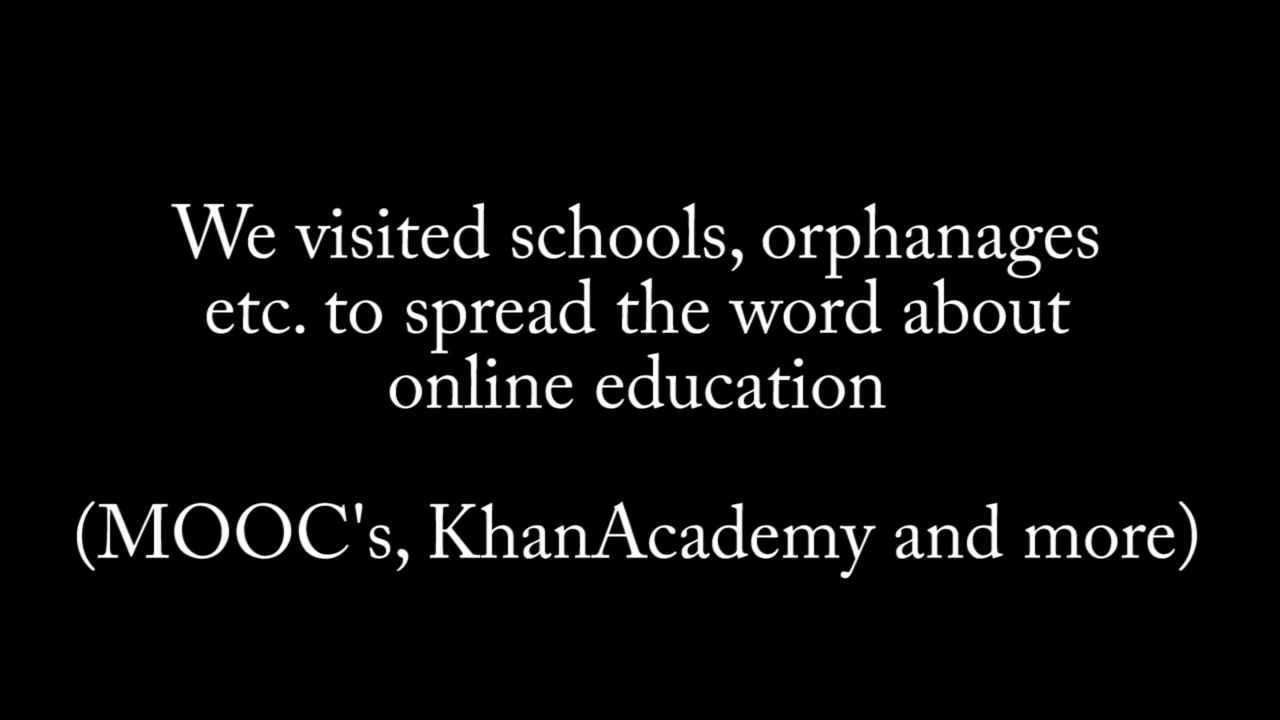 We visited schools, orphanages
etc. to spread the word about
online education
(MOOC's, KhanAcademy and more)